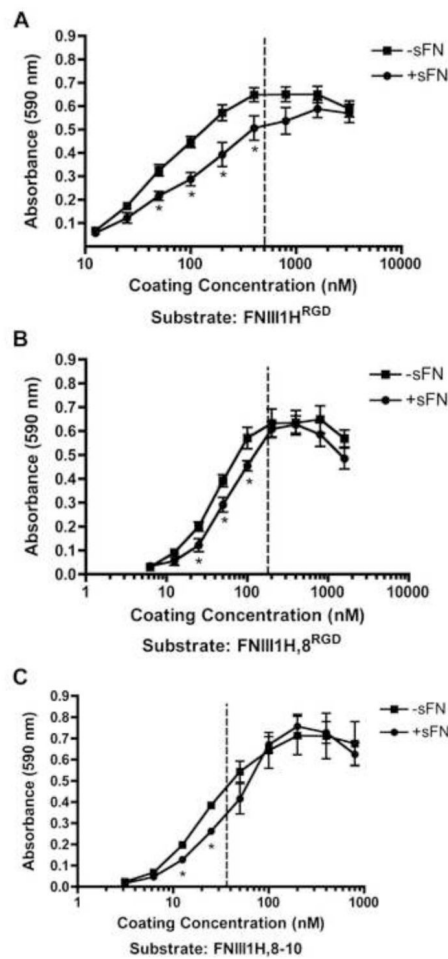 A
Absorbance (590 nm)
0.9
0.8
0.7
0.6
0.5
0.4
0.3
0.2
0.1
10
100
1000
10000
Coating Concentration (nM)
Substrate: FNIII1H^RGD
-sFN
+sFN
*
*
*
*
B
Absorbance (590 nm)
0.9
0.8
0.7
0.6
0.5
0.4
0.3
0.2
0.1
0.0
1
10
100
1000
10000
Coating Concentration (nM)
Substrate: FNIII1H,8^RGD
-sFN
+sFN
*
*
*
C
Absorbance (590 nm)
0.9
0.8
0.7
0.6
0.5
0.4
0.3
0.2
0.1
0.0
1
10
100
1000
Coating Concentration (nM)
Substrate: FNIII1H,8-10
-sFN
+sFN
*
*